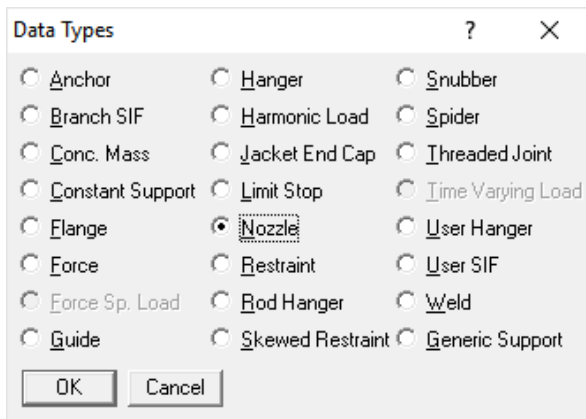 Data Types ? ×
Anchor Hanger Snubber
Branch SIF Harmonic Load Spider
Conc. Mass Jacket End Cap Threaded Joint
Constant Support Limit Stop Time Varying Load
Flange Nozzle User Hanger
Force Restraint User SIF
Force Sp. Load Rod Hanger Weld
Guide Skewed Restraint Generic Support
OK Cancel